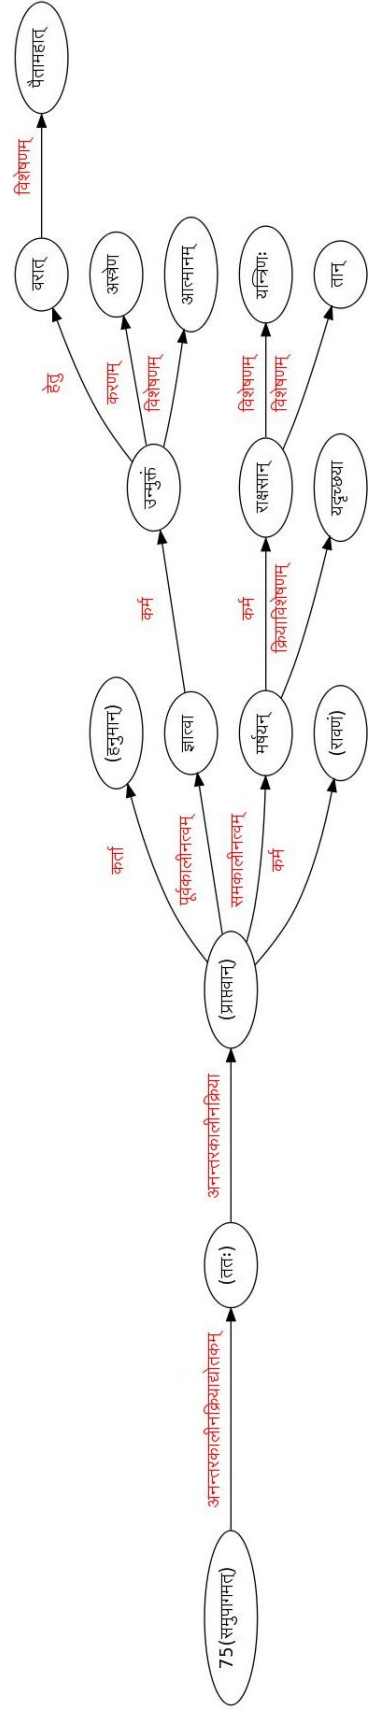 75(समुपागमत्)
अनन्तरकालीनक्रियाद्योतकम्
(ततः)
अनन्तरकालीनक्रिया
(प्राप्तवान्)
कर्ता
पूर्वकालीनत्वम्
समकालीनत्वम्
कर्म
(हनुमान्)
ज्ञात्वा
मर्षयन्
(रावणं)
कर्म
कर्म
क्रियाविशेषणम्
उन्मुक्तं
राक्षसान्
यदृच्छया
हेतु
करणम्
विशेषणम्
विशेषणम्
विशेषणम्
वरात्
अस्त्रेण
आत्मानम्
यन्त्रिणः
तान्
विशेषणम्
पैतामहात्